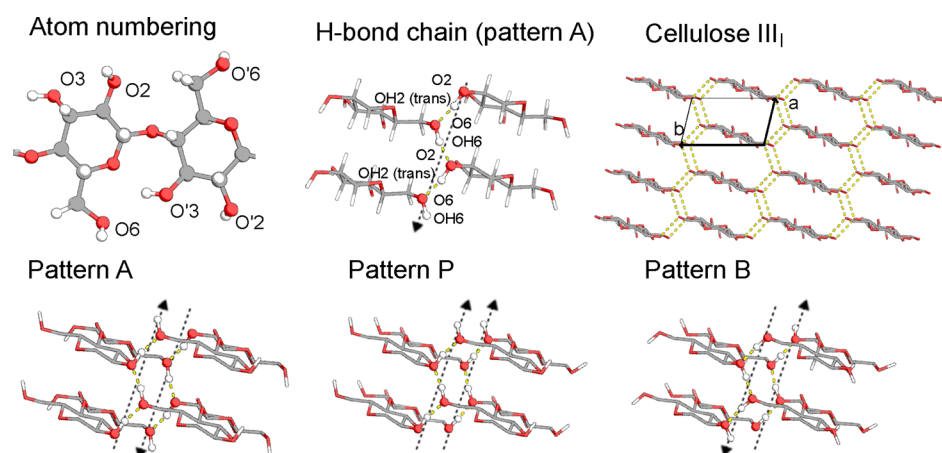 Atom numbering
H-bond chain (pattern A)
Cellulose IIII
O'6
O3
O2
O6
O'3
O'2
O2
OH2 (trans)
O6
OH6
O2
OH2 (trans)
O6
OH6
a
b
Pattern A
Pattern P
Pattern B